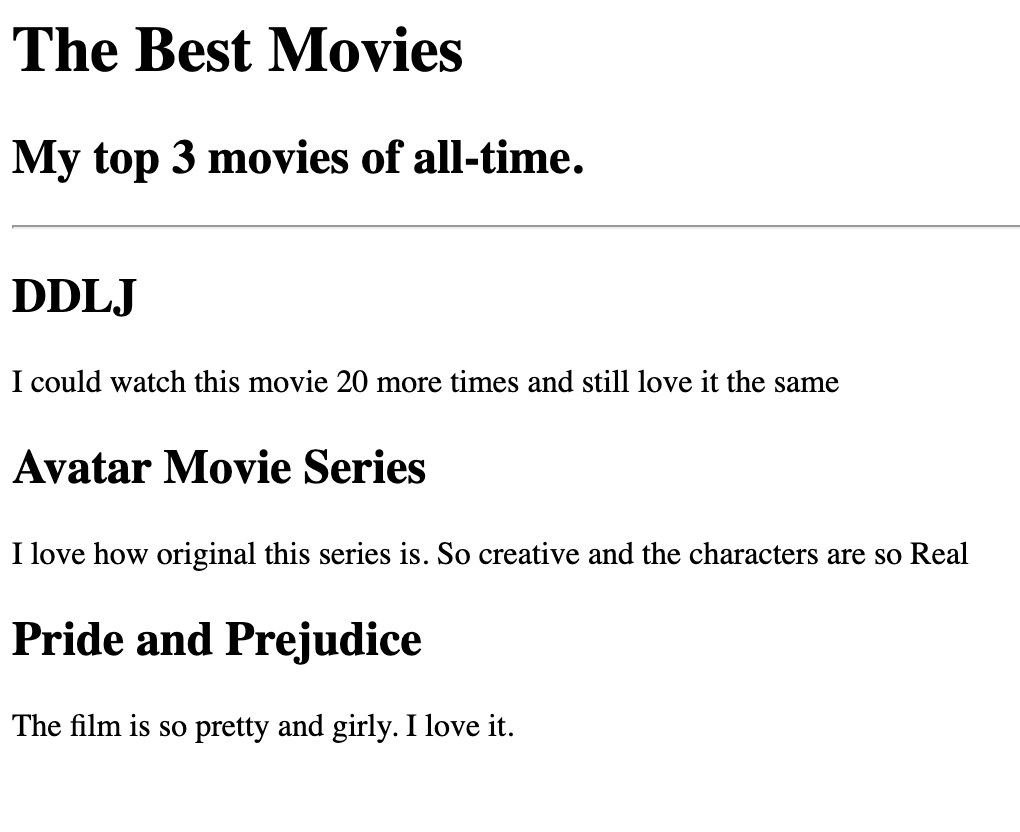 The Best Movies
My top 3 movies of all-time.
DDLJ
I could watch this movie 20 more times and still love it the same
Avatar Movie Series
I love how original this series is. So creative and the characters are so Real
Pride and Prejudice
The film is so pretty and girly. I love it.